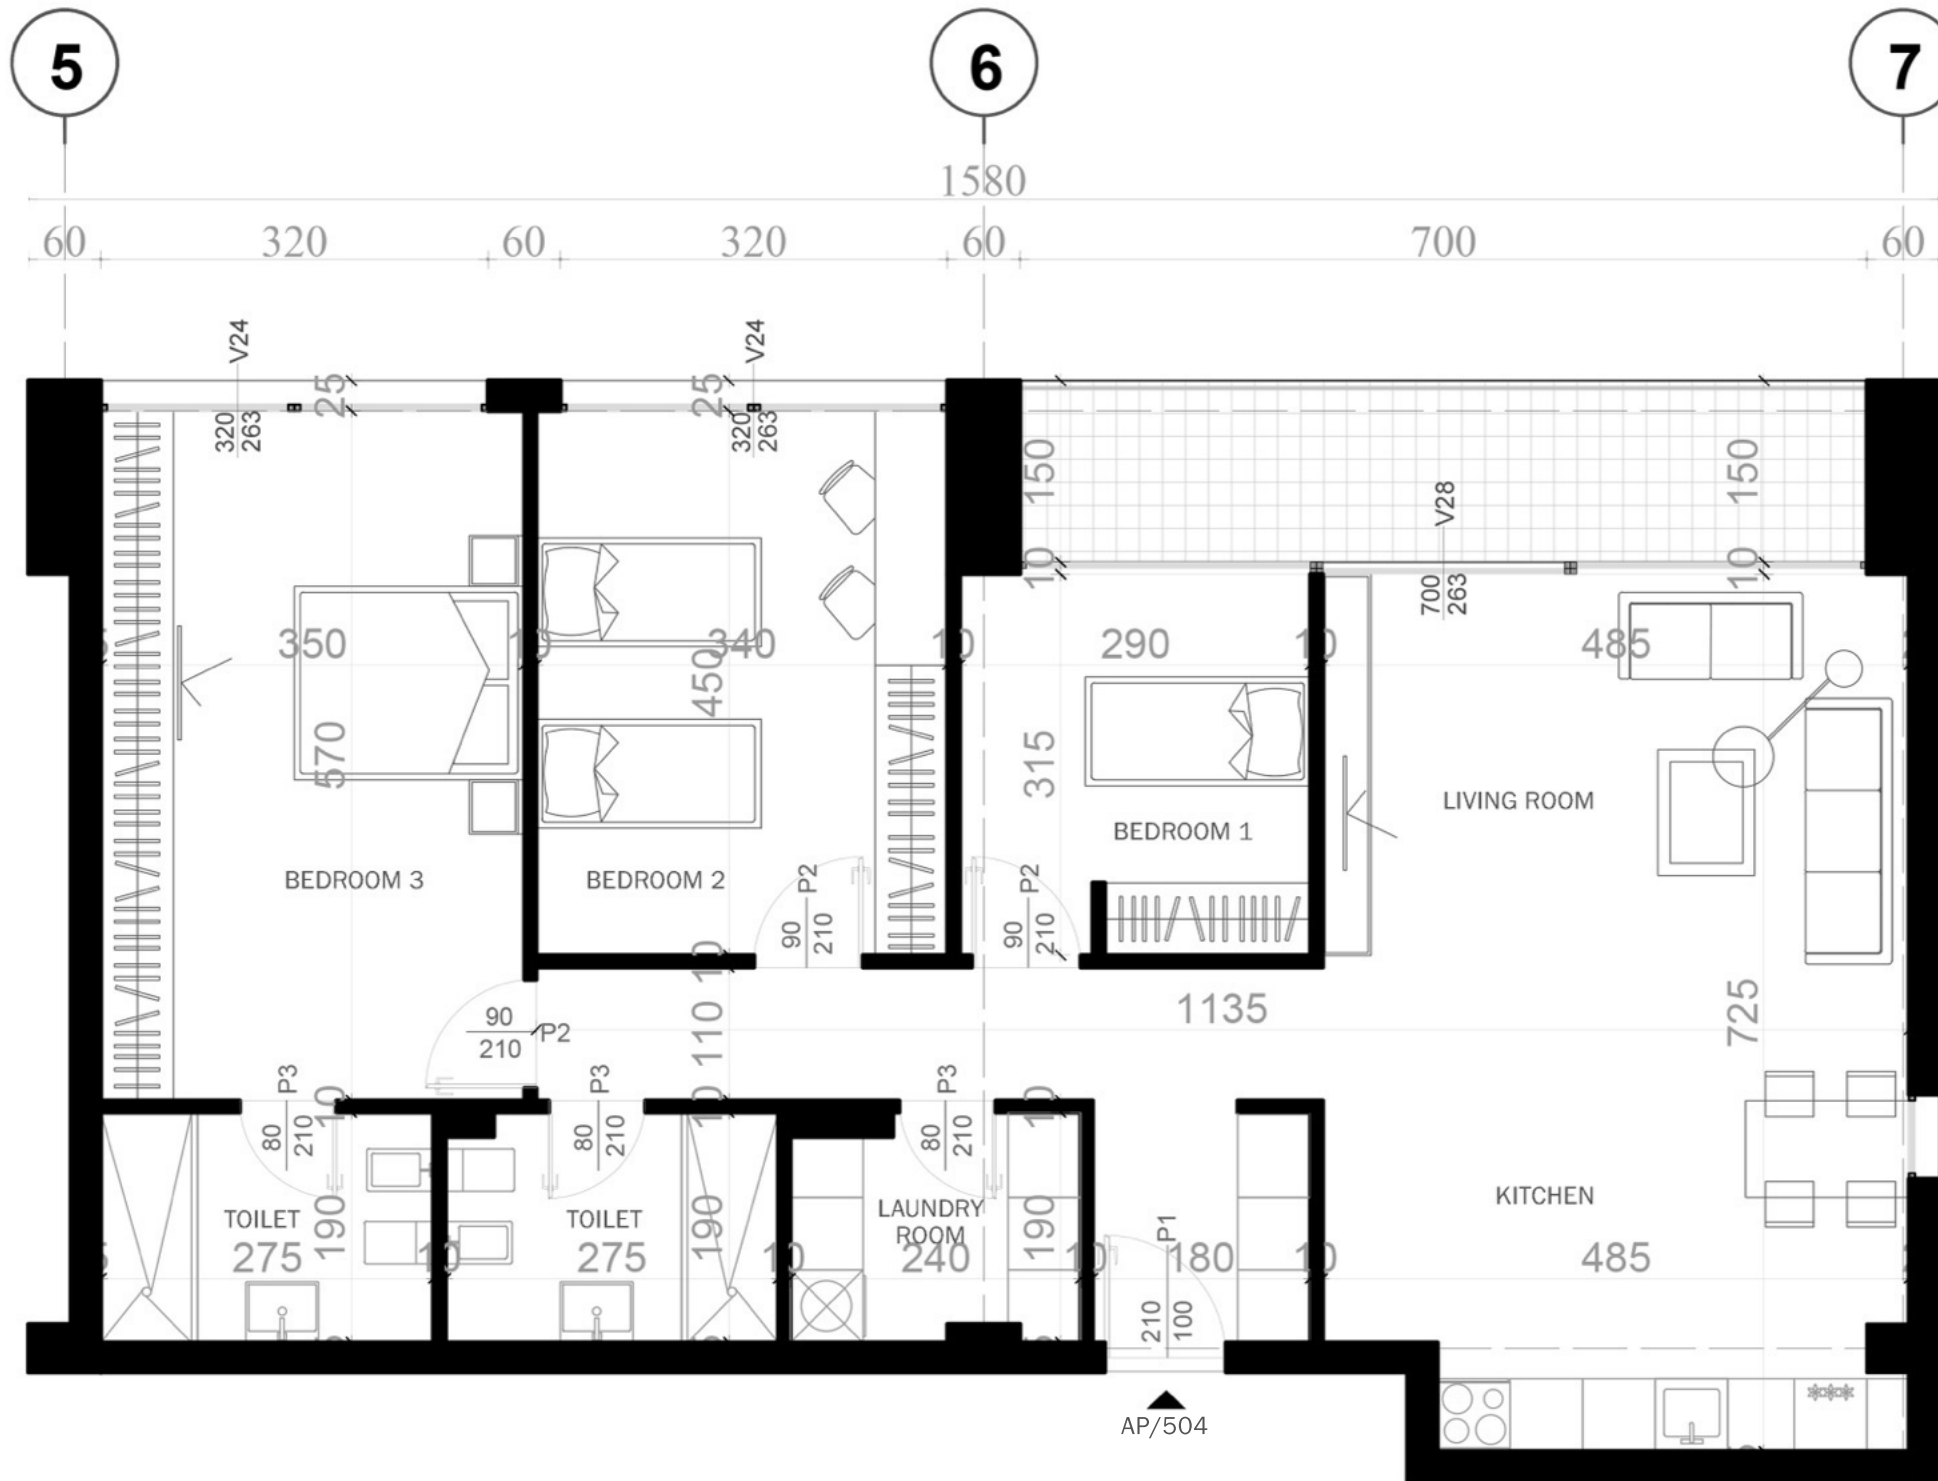 5 6 7
1580
60 320 60 320 60 700 60
V24 V24
25 25
320 263
320 263
150 150
V28
10 10
700 263
350 10 340 10 290 10 485
450
570
315
LIVING ROOM
BEDROOM 1
BEDROOM 3 BEDROOM 2
P2 P2
90 210
90 210
10
1135
725
90
210
P2
110
P3 P3 P3
10 10 10
80 210
80 210
80 210
KITCHEN
TOILET TOILET LAUNDRY
ROOM
190 190 190
P1
275 10 275 10 240 10 180 10 485
210 100
AP/504